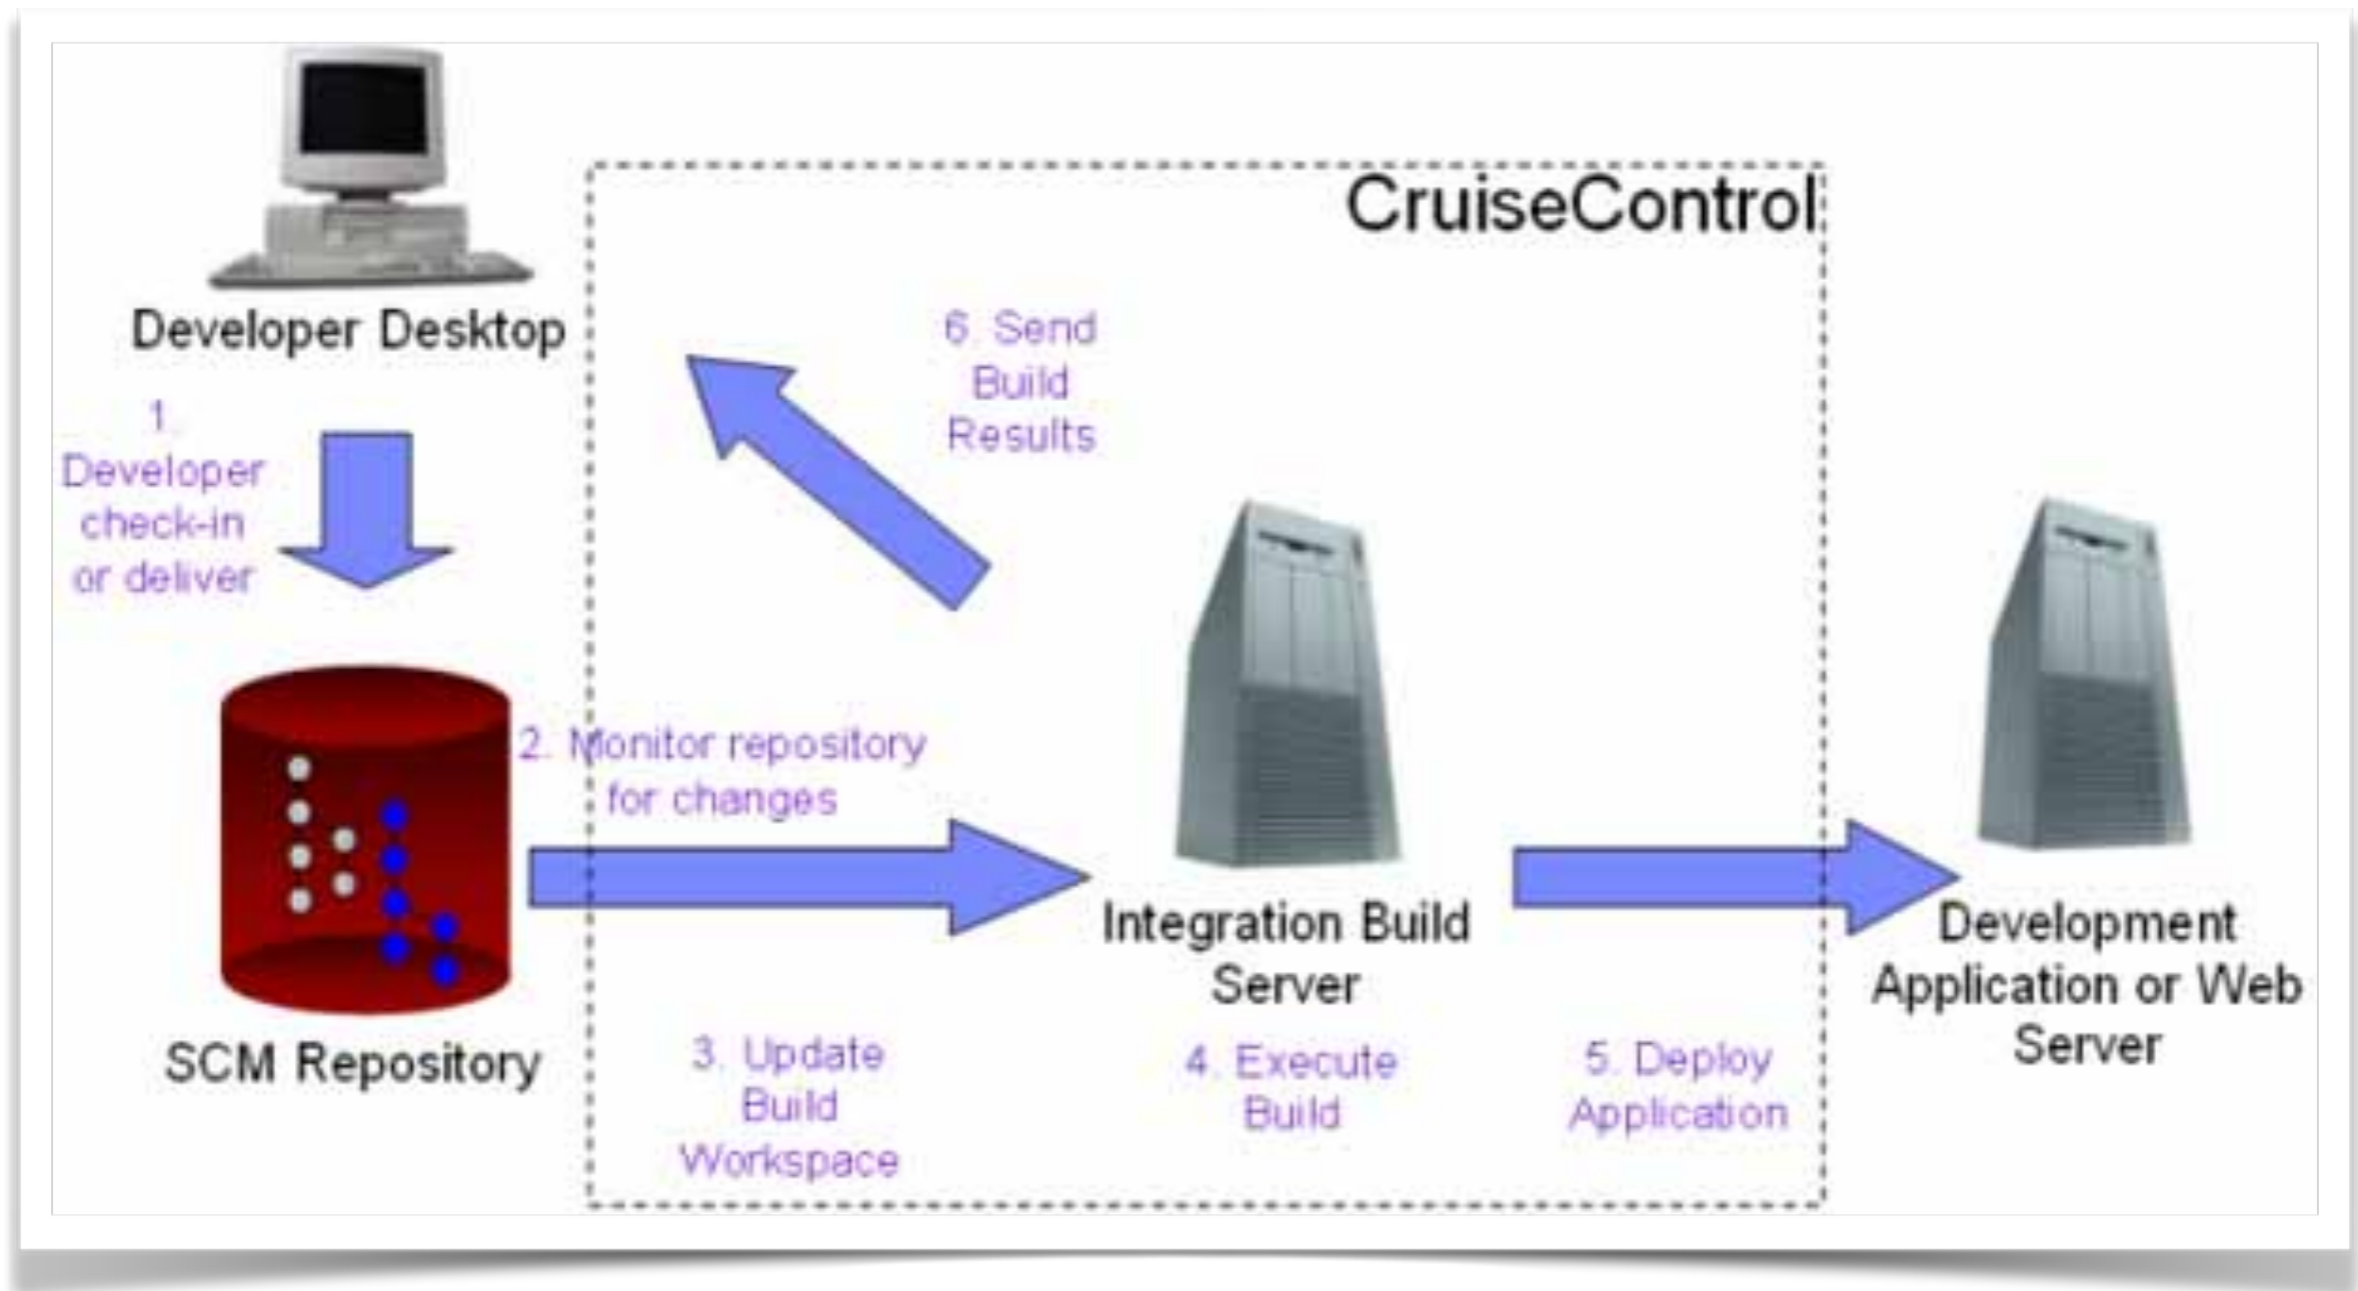 CruiseControl
Developer Desktop
6. Send
Build
Results
1.
Developer
check-in
or deliver
2. Monitor repository
for changes
Integration Build
Server
Development
Application or Web
Server
SCM Repository
3. Update
Build
Workspace
4. Execute
Build
5. Deploy
Application